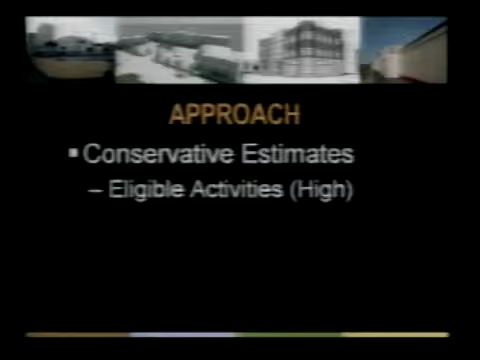 APPROACH
▪ Conservative Estimates
– Eligible Activities (High)